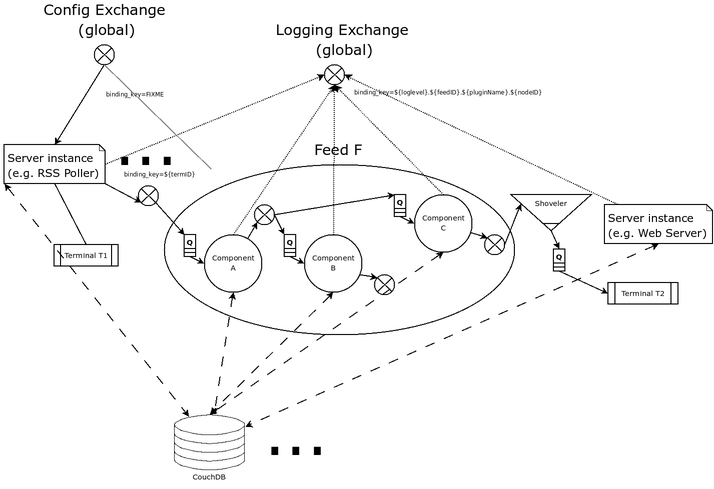 Config Exchange
(global)
Logging Exchange
(global)
binding_key=FIXME
binding_key=${loglevel}.${feedID}.${pluginName}.${nodeID}
Server instance
(e.g. RSS Poller)
binding_key=${termID}
Feed F
Q
Component
C
Shoveler
Server instance
(e.g. Web Server)
Q
Q
Component
A
Component
B
Terminal T1
Q
Terminal T2
CouchDB